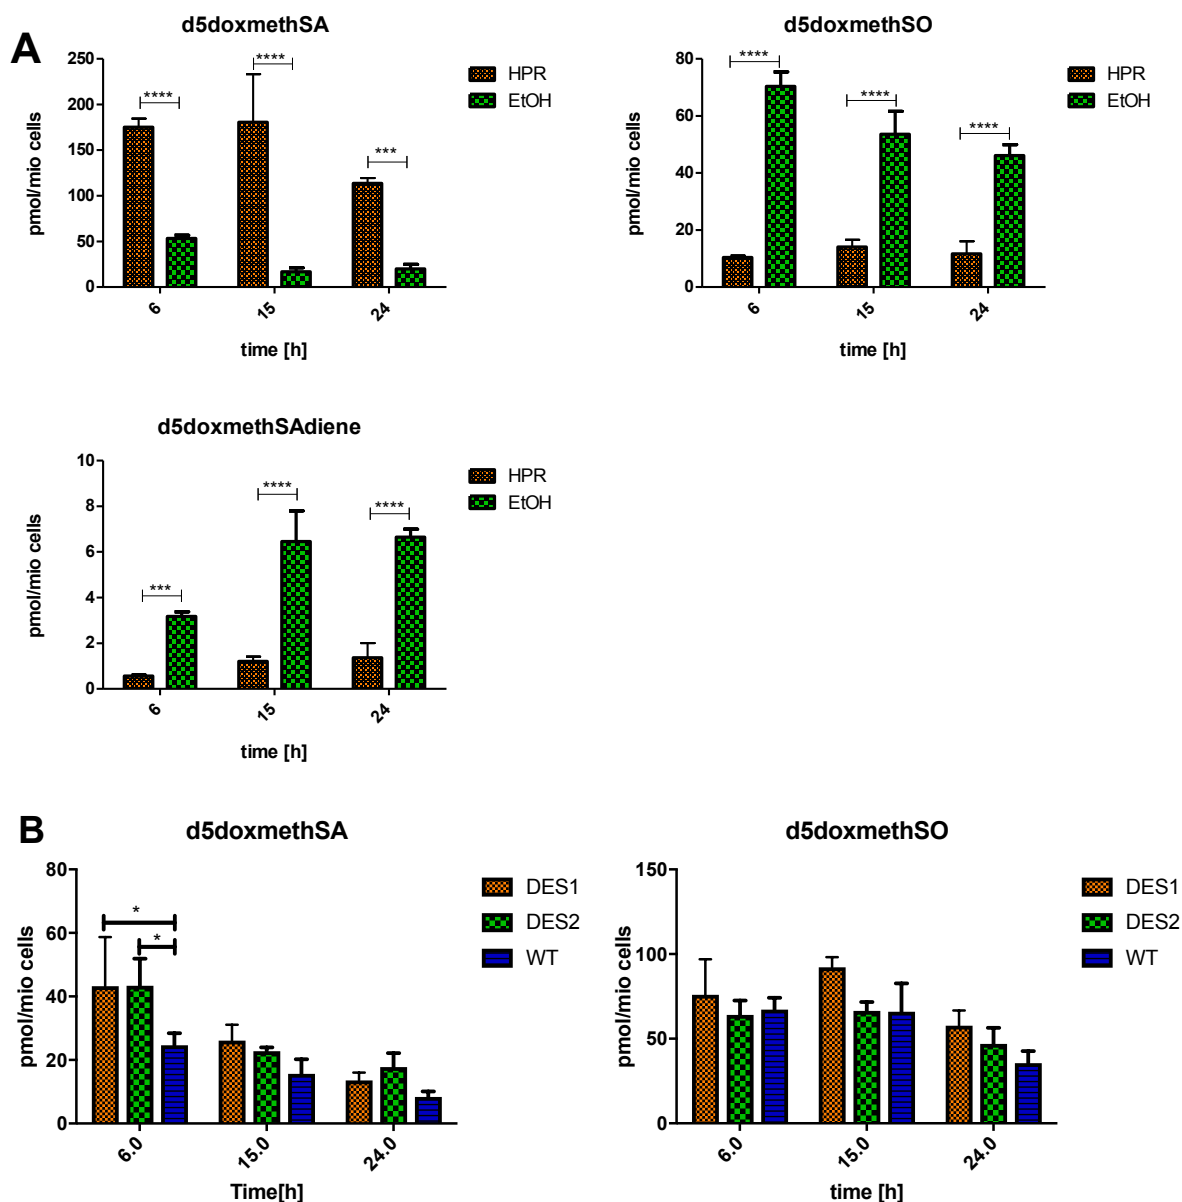 A
d5doxmethSA
pmol/mio cells
250
200
150
100
50
0
****
****
***
6
15
24
time [h]
HPR
EtOH
d5doxmethSO
pmol/mio cells
80
60
40
20
0
****
****
****
6
15
24
time [h]
HPR
EtOH
d5doxmethSAdiene
pmol/mio cells
10
8
6
4
2
0
***
****
****
6
15
24
time [h]
HPR
EtOH
B
d5doxmethSA
pmol/mio cells
80
60
40
20
0
*
*
6.0
15.0
24.0
Time[h]
DES1
DES2
WT
d5doxmethSO
pmol/mio cells
150
100
50
0
6.0
15.0
24.0
time [h]
DES1
DES2
WT